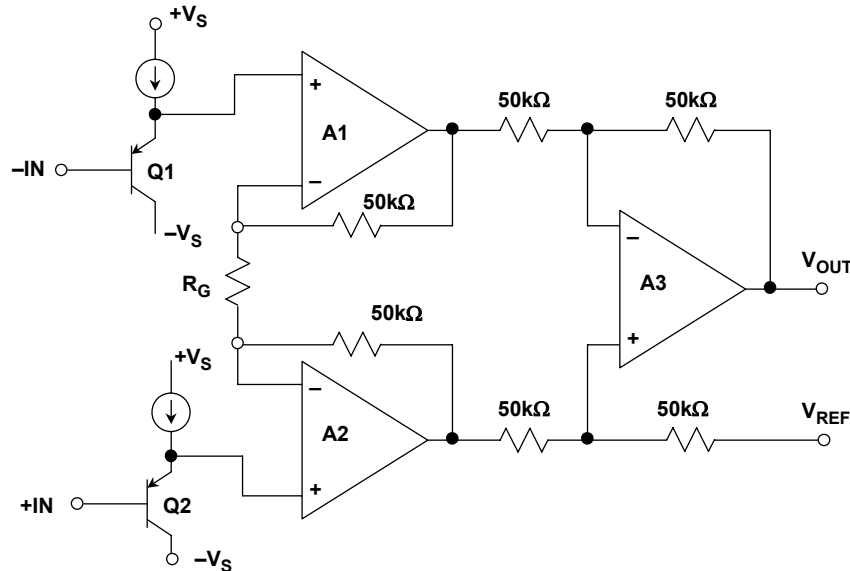 +VS
50kΩ
50kΩ
+
A1
–IN
Q1
–
–VS
50kΩ
RG
50kΩ
–
A3
VOUT
+
+VS
–
A2
50kΩ
50kΩ
VREF
+IN
Q2
+
–VS